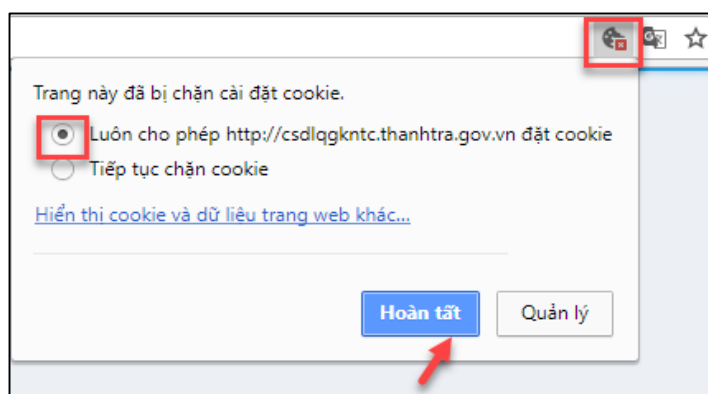 Trang này đã bị chặn cài đặt cookie.
Luôn cho phép http://csdlqgkntc.thanhtra.gov.vn đặt cookie
Tiếp tục chặn cookie
Hiển thị cookie và dữ liệu trang web khác...
Hoàn tất Quản lý